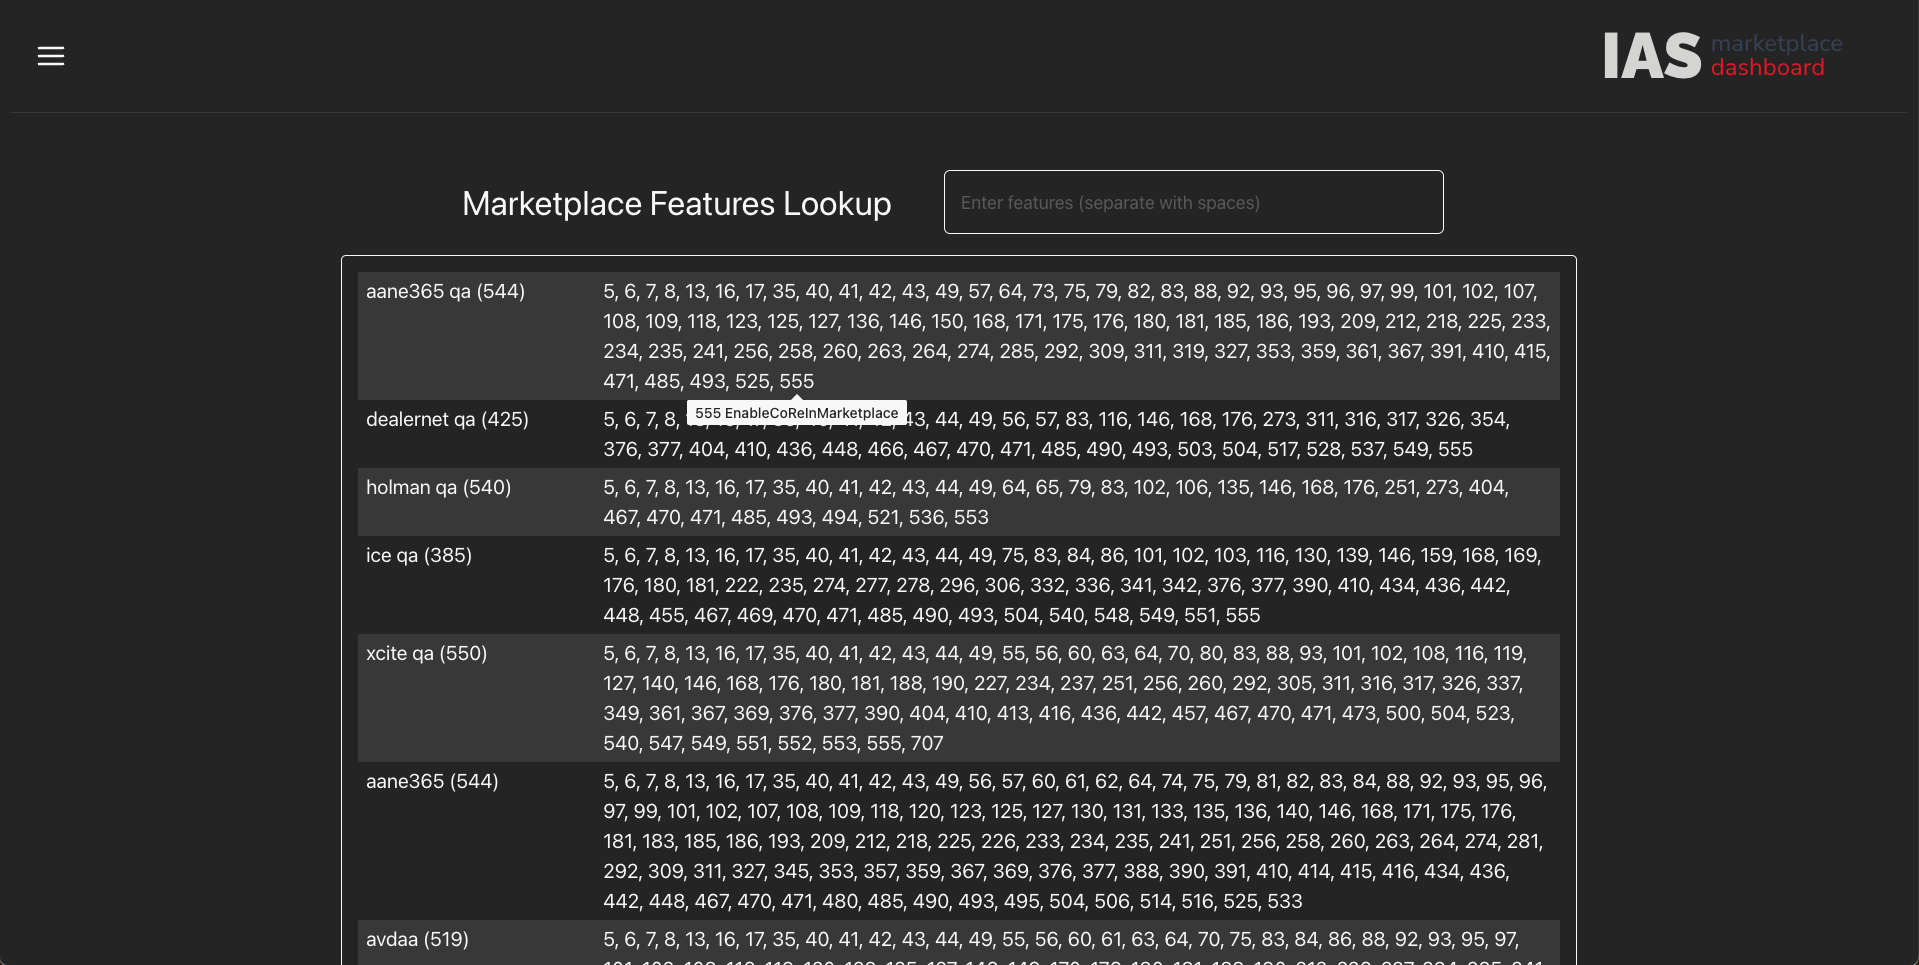 IAS marketplace
dashboard
Marketplace Features Lookup
Enter features (separate with spaces)
aane365 qa (544)
5, 6, 7, 8, 13, 16, 17, 35, 40, 41, 42, 43, 49, 57, 64, 73, 75, 79, 82, 83, 88, 92, 93, 95, 96, 97, 99, 101, 102, 107,
108, 109, 118, 123, 125, 127, 136, 146, 150, 168, 171, 175, 176, 180, 181, 185, 186, 193, 209, 212, 218, 225, 233,
234, 235, 241, 256, 258, 260, 263, 264, 274, 285, 292, 309, 311, 319, 327, 353, 359, 361, 367, 391, 410, 415,
471, 485, 493, 525, 555
555 EnableCoReInMarketplace
dealernet qa (425)
5, 6, 7, 8, 43, 44, 49, 56, 57, 83, 116, 146, 168, 176, 273, 311, 316, 317, 326, 354,
376, 377, 404, 410, 436, 448, 466, 467, 470, 471, 485, 490, 493, 503, 504, 517, 528, 537, 549, 555
holman qa (540)
5, 6, 7, 8, 13, 16, 17, 35, 40, 41, 42, 43, 44, 49, 64, 65, 79, 83, 102, 106, 135, 146, 168, 176, 251, 273, 404,
467, 470, 471, 485, 493, 494, 521, 536, 553
ice qa (385)
5, 6, 7, 8, 13, 16, 17, 35, 40, 41, 42, 43, 44, 49, 75, 83, 84, 86, 101, 102, 103, 116, 130, 139, 146, 159, 168, 169,
176, 180, 181, 222, 235, 274, 277, 278, 296, 306, 332, 336, 341, 342, 376, 377, 390, 410, 434, 436, 442,
448, 455, 467, 469, 470, 471, 485, 490, 493, 504, 540, 548, 549, 551, 555
xcite qa (550)
5, 6, 7, 8, 13, 16, 17, 35, 40, 41, 42, 43, 44, 49, 55, 56, 60, 63, 64, 70, 80, 83, 88, 93, 101, 102, 108, 116, 119,
127, 140, 146, 168, 176, 180, 181, 188, 190, 227, 234, 237, 251, 256, 260, 292, 305, 311, 316, 317, 326, 337,
349, 361, 367, 369, 376, 377, 390, 404, 410, 413, 416, 436, 442, 457, 467, 470, 471, 473, 500, 504, 523,
540, 547, 549, 551, 552, 553, 555, 707
aane365 (544)
5, 6, 7, 8, 13, 16, 17, 35, 40, 41, 42, 43, 49, 56, 57, 60, 61, 62, 64, 74, 75, 79, 81, 82, 83, 84, 88, 92, 93, 95, 96,
97, 99, 101, 102, 107, 108, 109, 118, 120, 123, 125, 127, 130, 131, 133, 135, 136, 140, 146, 168, 171, 175, 176,
181, 183, 185, 186, 193, 209, 212, 218, 225, 226, 233, 234, 235, 241, 251, 256, 258, 260, 263, 264, 274, 281,
292, 309, 311, 327, 345, 353, 357, 359, 367, 369, 376, 377, 388, 390, 391, 410, 414, 415, 416, 434, 436,
442, 448, 467, 470, 471, 480, 485, 490, 493, 495, 504, 506, 514, 516, 525, 533
avdaa (519)
5, 6, 7, 8, 13, 16, 17, 35, 40, 41, 42, 43, 44, 49, 55, 56, 60, 61, 63, 64, 70, 75, 83, 84, 86, 88, 92, 93, 95, 97,